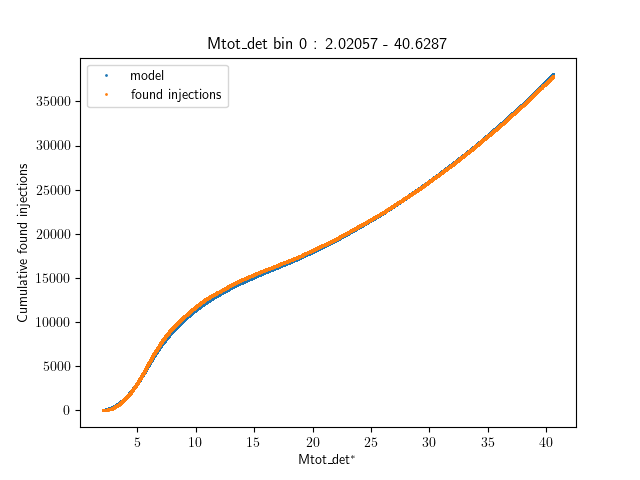 Mtot_det bin 0 : 2.02057 - 40.6287
model
found injections
35000
30000
25000
20000
15000
10000
5000
0
Cumulative found injections
5 10 15 20 25 30 35 40
Mtot_det*